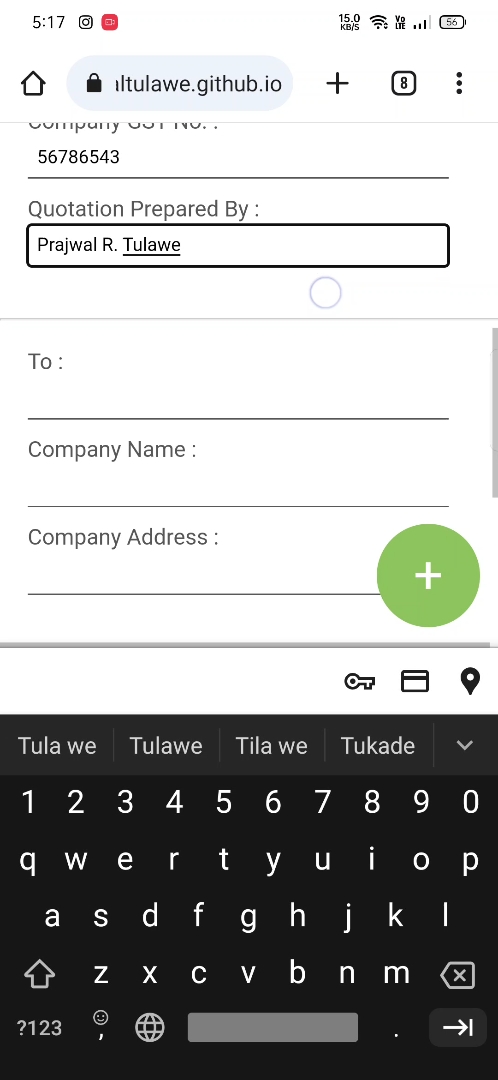 5:17 15.0 KB/S Vo LTE 56
ltulawe.github.io 8
Company GST No. :
56786543
Quotation Prepared By :
Prajwal R. Tulawe
To :
Company Name :
Company Address :
+
Tula we Tulawe Tila we Tukade
1 2 3 4 5 6 7 8 9 0
q w e r t y u i o p
a s d f g h j k l
z x c v b n m
?123 , .